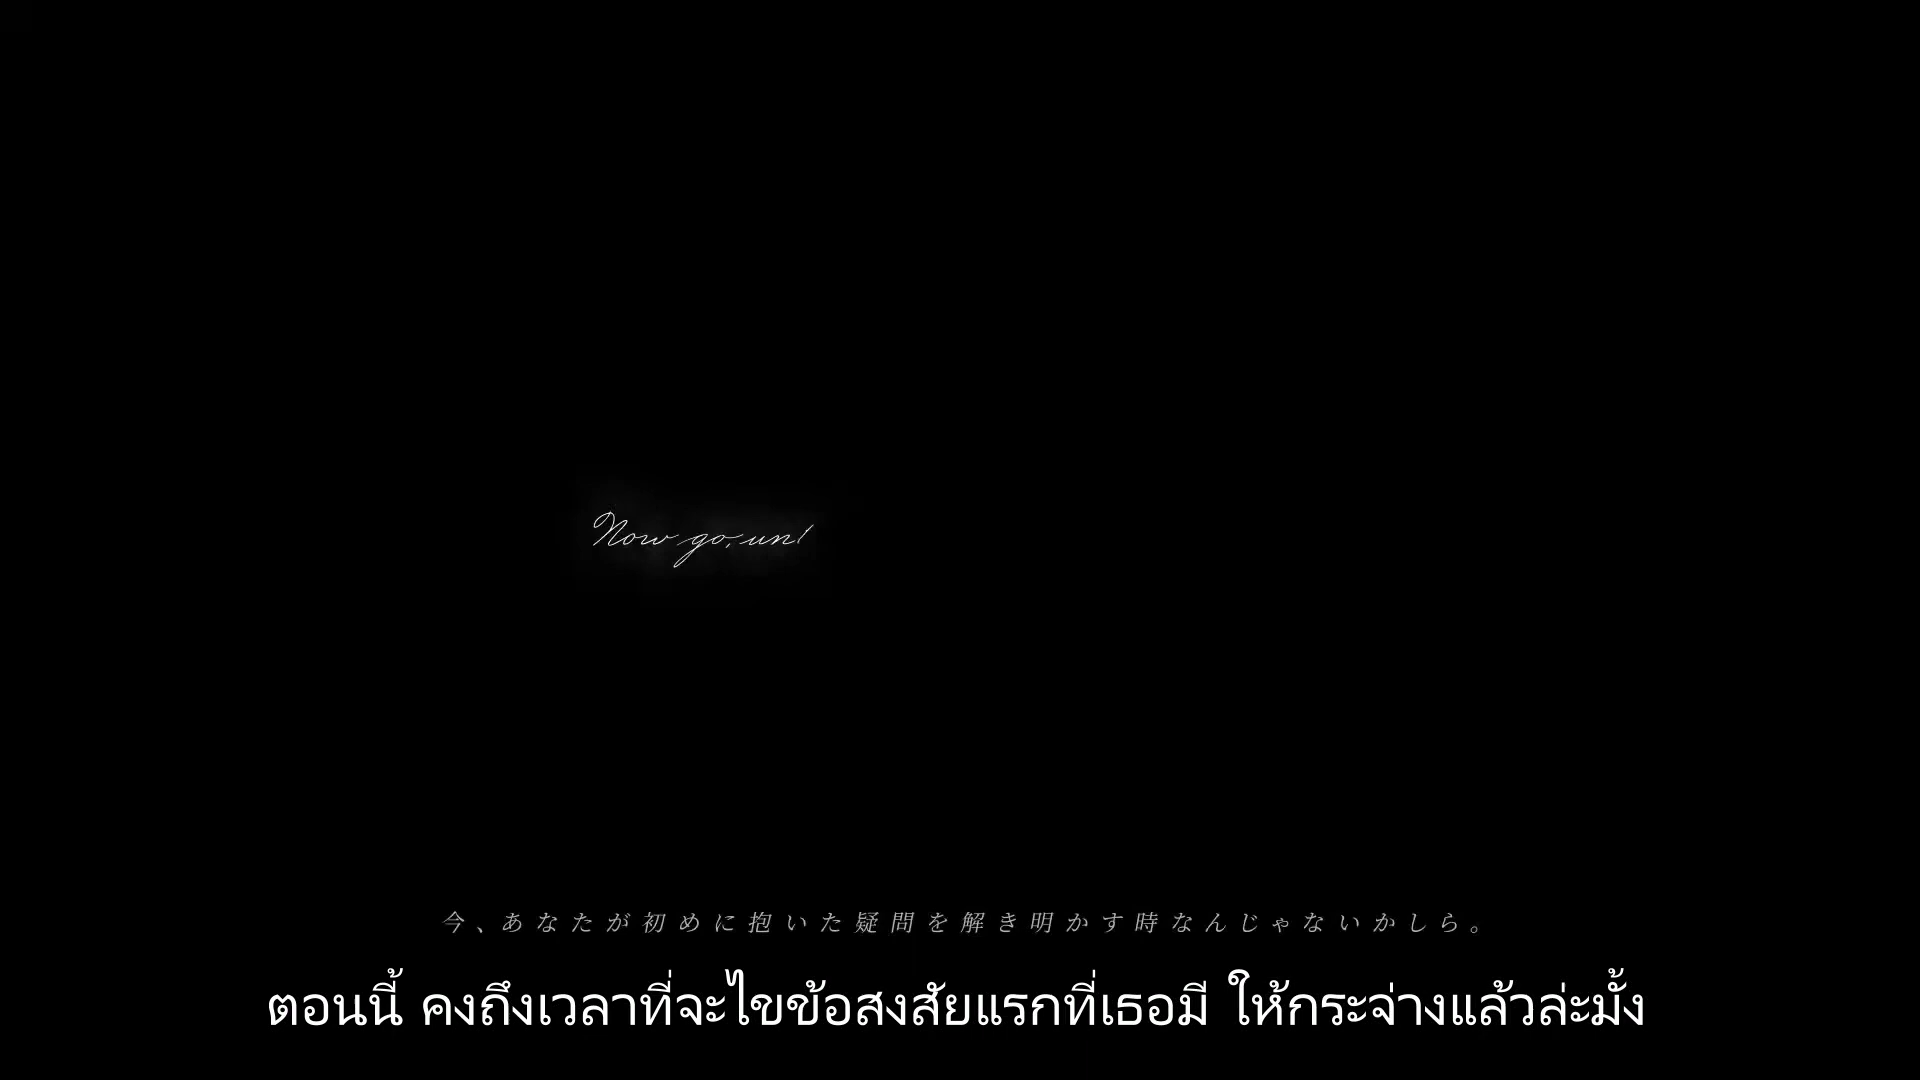 Now go, un
今、あなたが初めに抱いた疑問を解き明かす時なんじゃないかしら。
ตอนนี้ คงถึงเวลาที่จะไขข้อสงสัยแรกที่เธอมี ให้กระจ่างแล้วล่ะมั้ง